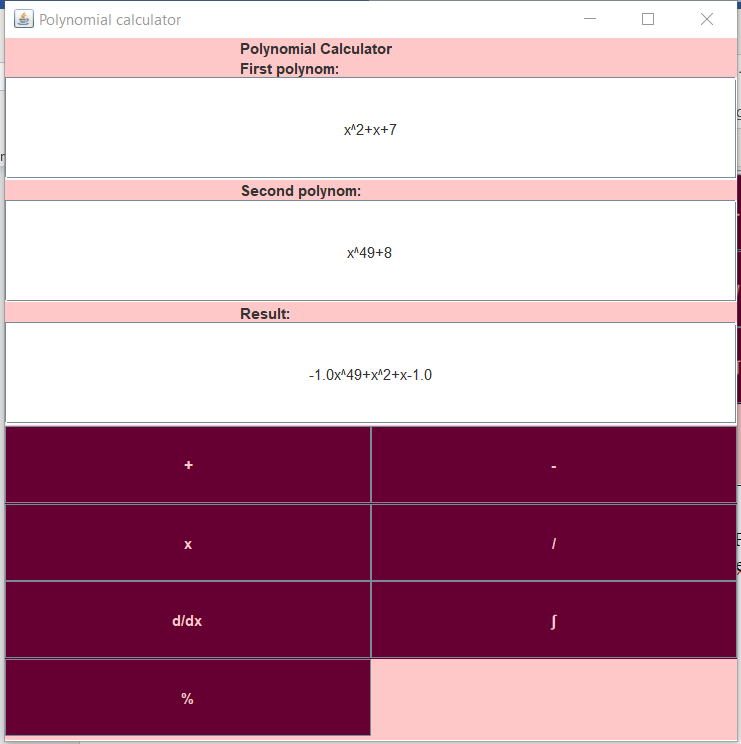 Polynomial calculator
Polynomial Calculator
First polynom:
x^2+x+7
Second polynom:
x^49+8
Result:
-1.0x^49+x^2+x-1.0
+ -
x /
d/dx ∫
%